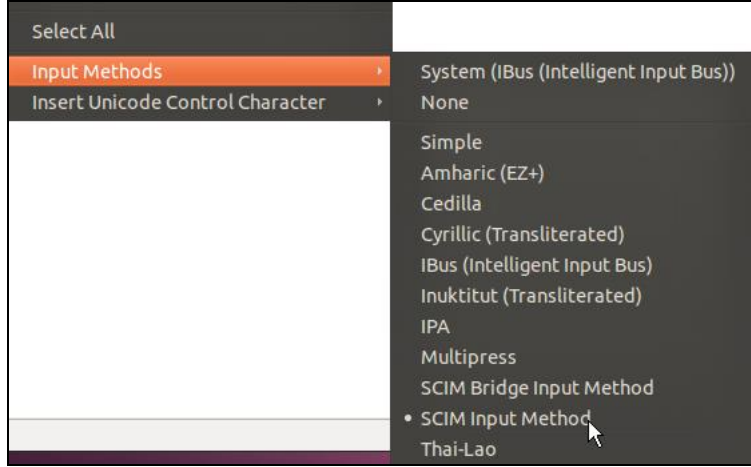 Select All
Input Methods
Insert Unicode Control Character
System (IBus (Intelligent Input Bus))
None
Simple
Amharic (EZ+)
Cedilla
Cyrillic (Transliterated)
IBus (Intelligent Input Bus)
Inuktitut (Transliterated)
IPA
Multipress
SCIM Bridge Input Method
SCIM Input Method
Thai-Lao